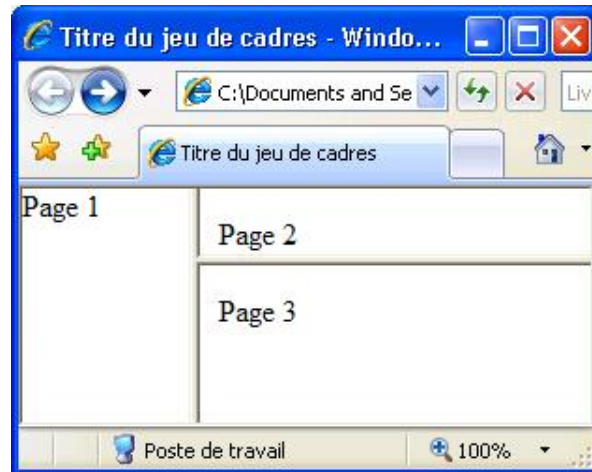 Titre du jeu de cadres - Windo...
C:\Documents and Se
Liv
Titre du jeu de cadres
Page 1
Page 2
Page 3
Poste de travail
100%